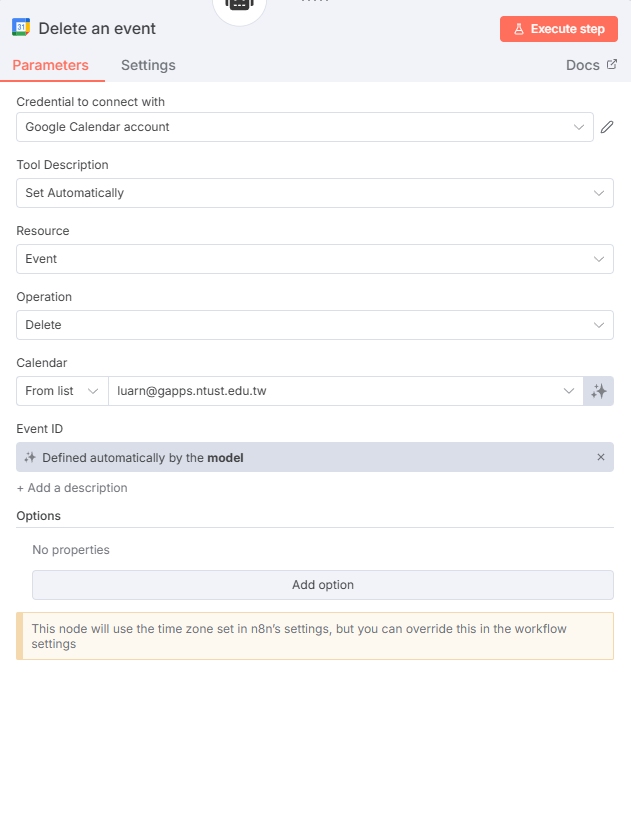 31
Delete an event
Execute step
Parameters
Settings
Docs
Credential to connect with
Google Calendar account
Tool Description
Set Automatically
Resource
Event
Operation
Delete
Calendar
From list
luarn@gapps.ntust.edu.tw
Event ID
Defined automatically by the model
+ Add a description
Options
No properties
Add option
This node will use the time zone set in n8n's settings, but you can override this in the workflow
settings